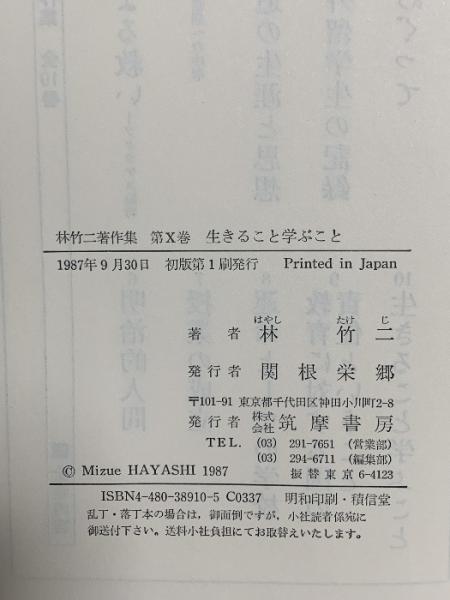 林竹二著作集 第Ⅹ巻 生きること学ぶこと
1987年9月30日 初版第1刷発行 Printed in Japan
はやし たけ じ
著者 林 竹二
発行者 関根栄郷
〒101-91 東京都千代田区神田小川町2-8
発行者 株式会社 筑摩書房
TEL. (03) 291-7651 (営業部)
(03) 294-6711 (編集部)
振替東京6-4123
© Mizue HAYASHI 1987
ISBN4-480-38910-5 C0337 明和印刷・積信堂
乱丁・落丁本の場合は，御面倒ですが，小社読者係宛に
御送付下さい。送料小社負担にてお取替えいたします。